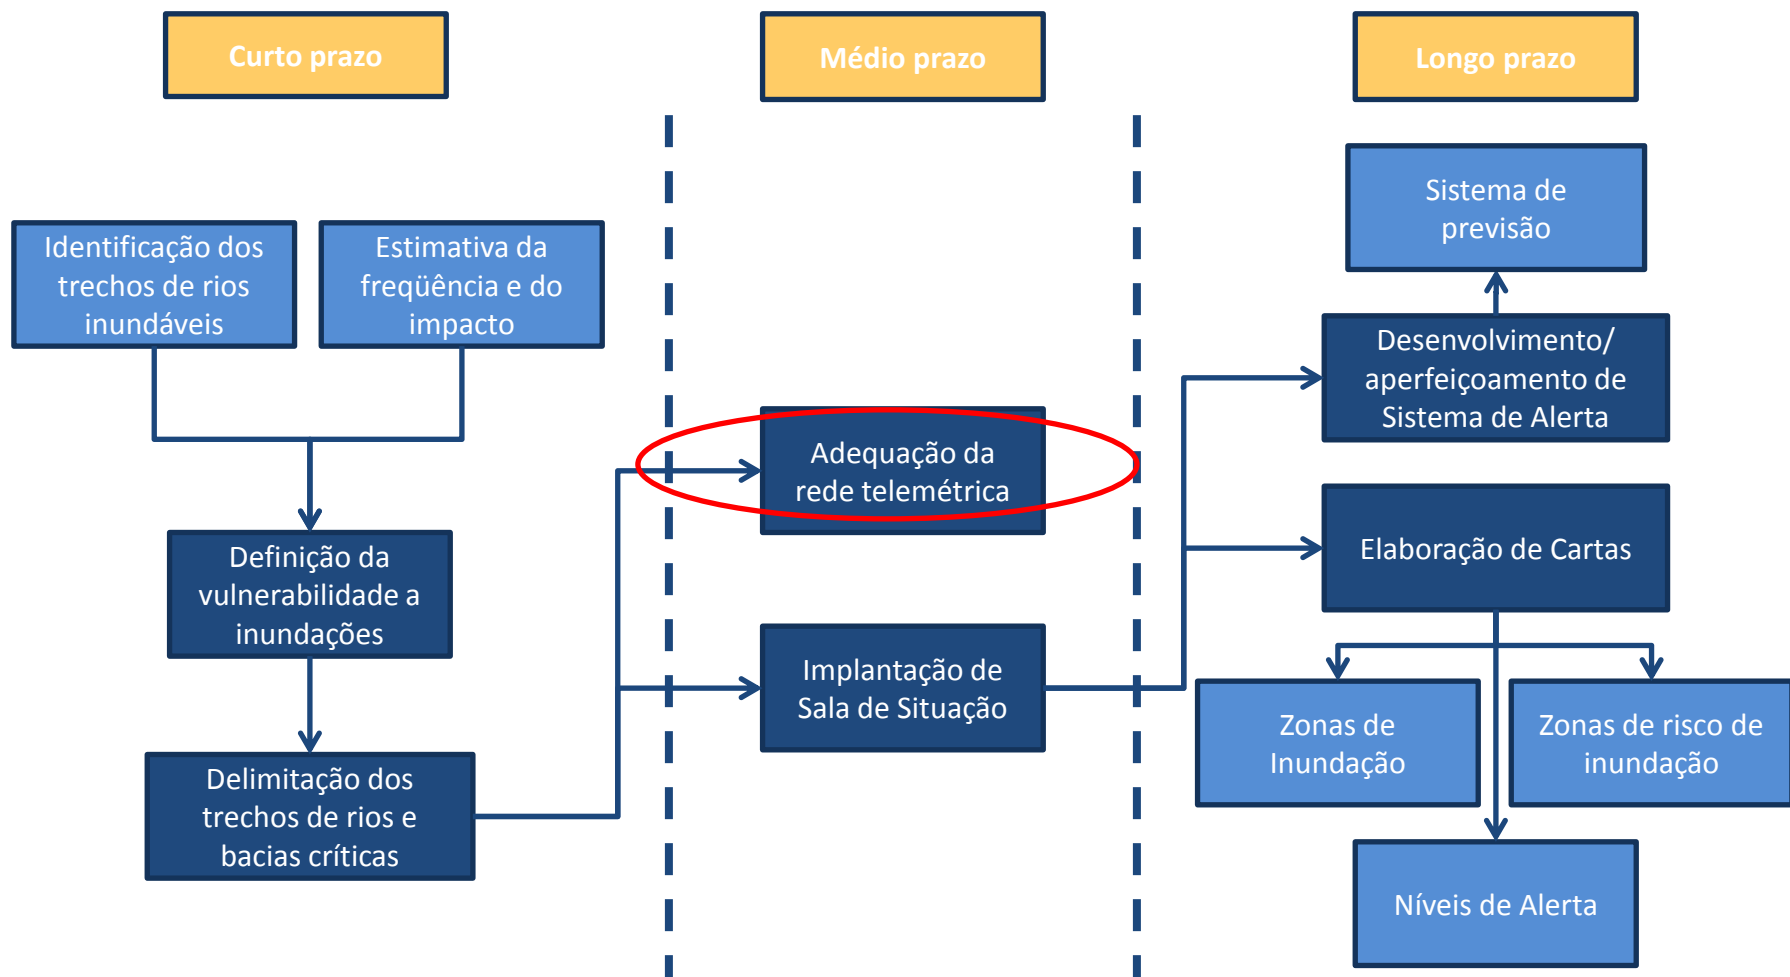 Curto prazo
Médio prazo
Longo prazo
Identificação dos
trechos de rios
inundáveis
Estimativa da
freqüência e do
impacto
Definição da
vulnerabilidade a
inundações
Delimitação dos
trechos de rios e
bacias críticas
Adequação da
rede telemétrica
Implantação de
Sala de Situação
Sistema de
previsão
Desenvolvimento/
aperfeiçoamento de
Sistema de Alerta
Elaboração de Cartas
Zonas de
Inundação
Zonas de risco de
inundação
Níveis de Alerta